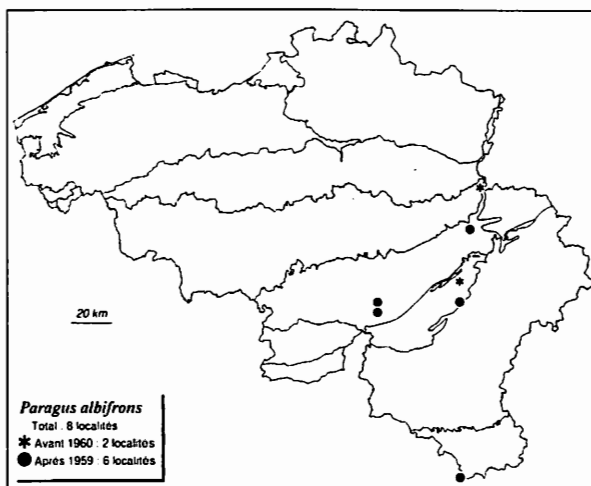 20 km
Paragus albifrons
Total : 8 localités
✱ Avant 1960 : 2 localités
● Après 1959 : 6 localités